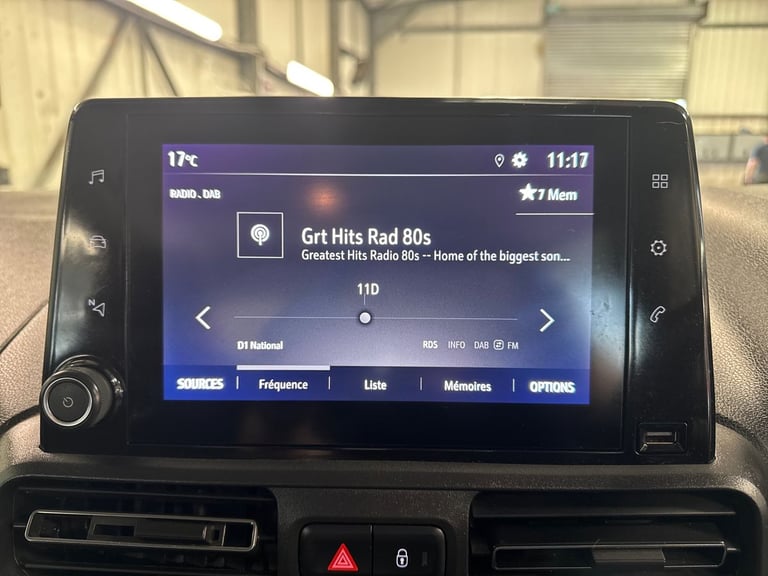 17°C 11:17
RADIO . DAB ★7 Mem
Grt Hits Rad 80s
Greatest Hits Radio 80s -- Home of the biggest son...
11D
D1 National RDS INFO DAB FM
SOURCES Fréquence Liste Mémoires OPTIONS
N